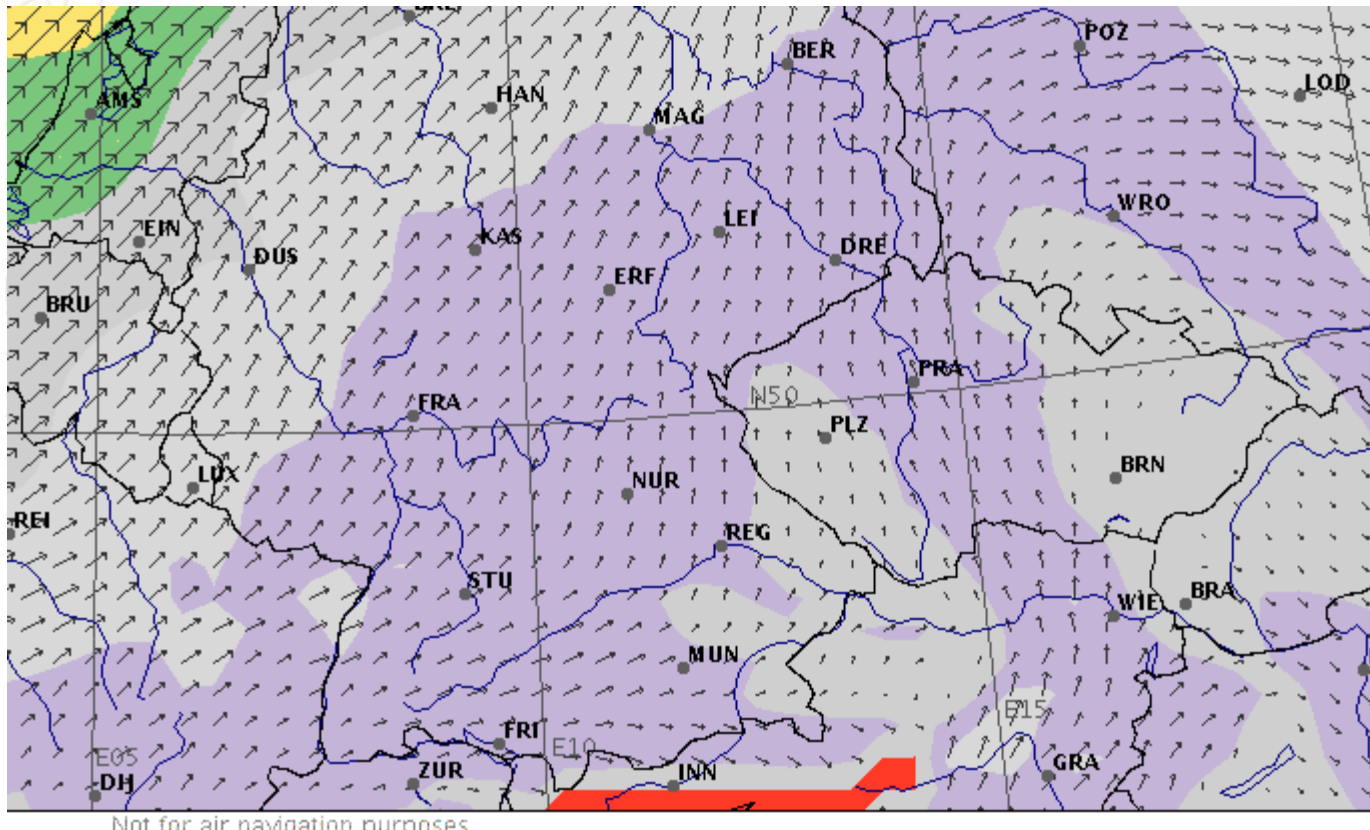 BER
POZ
LOD
AMS
HAN
MAG
WRO
EIN
KAS
LEI
DUS
DRE
ERF
BRU
PRA
N50
FRA
PLZ
BRN
LUX
NUR
REI
REG
STU
WIE
BRA
MUN
E15
FRI
E10
E05
ZUR
INN
GRA
DH
Not for air navigation purposes